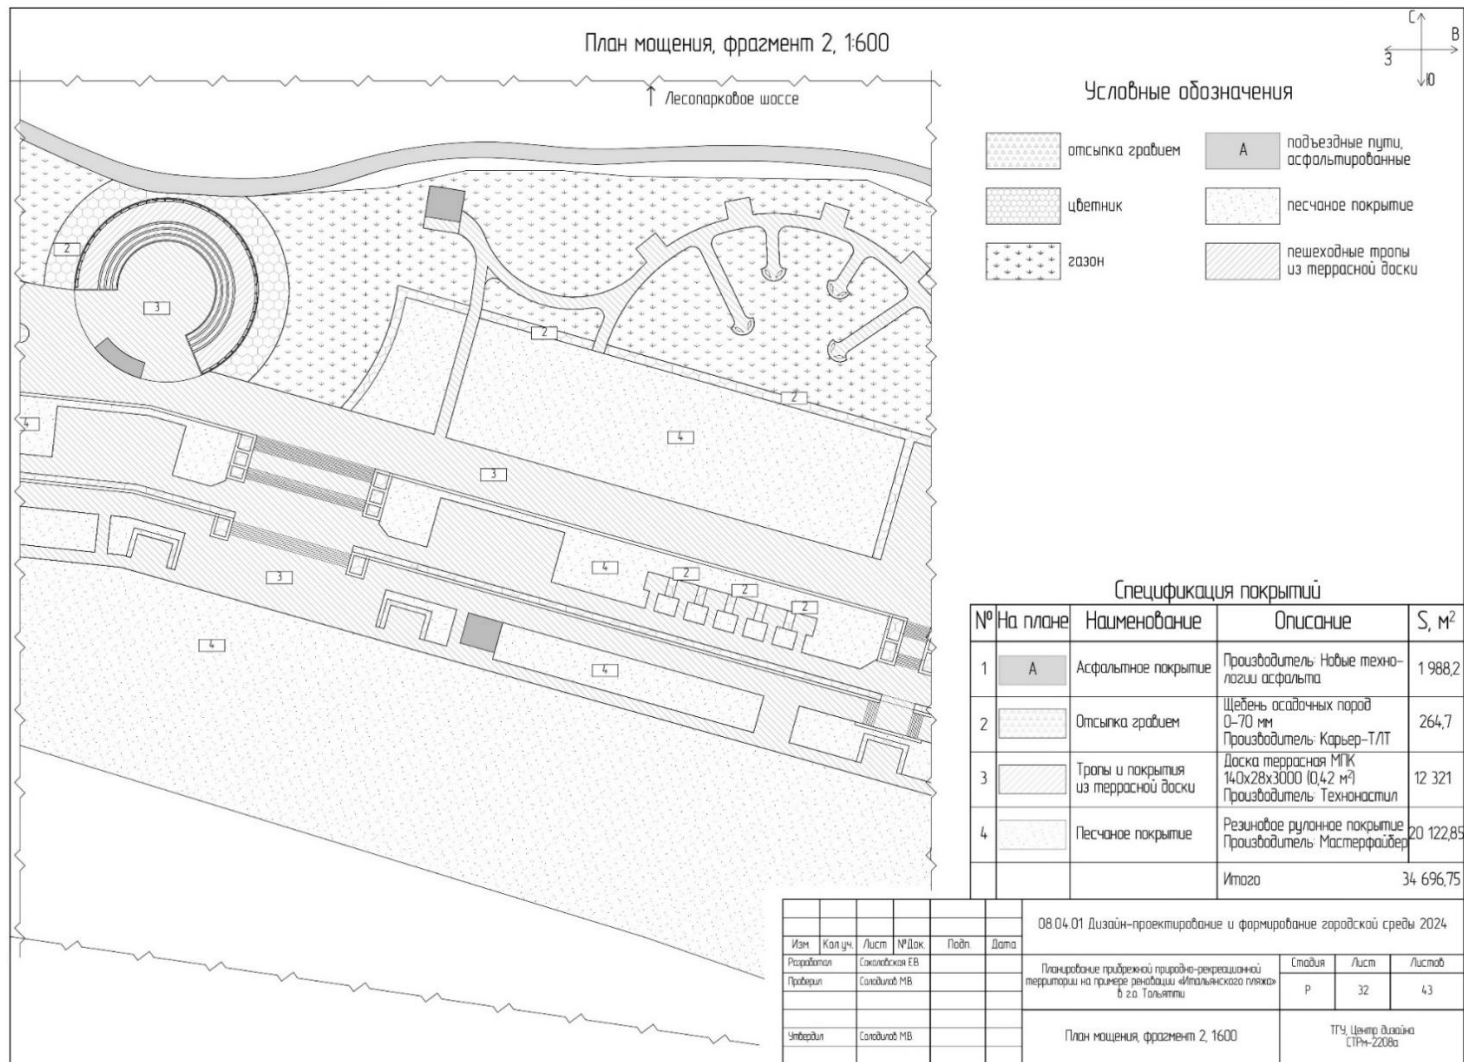 План мощения, фрагмент 2, 1:600
С
В
З
Ю
Лесопарковое шоссе
Условные обозначения
отсыпка гравием
А
подъездные пути,
асфальтированные
цветник
песчаное покрытие
газон
пешеходные тропы
из террасной доски
2
3
2
2
4
4
3
4
2
2
2
3
4
4
Спецификация покрытий
№ На плане Наименование Описание S, м²
1 А Асфальтное покрытие Производитель: Новые техно-
логии асфальта 1 988,2
2 Отсыпка гравием Щебень осадочных пород
0-70 мм
Производитель: Карьер-ТЛТ 264,7
3 Тропы и покрытия
из террасной доски Доска террасная МПК
140x28x3000 (0,42 м²)
Производитель: Технонастил 12 321
4 Песчаное покрытие Резиновое рулонное покрытие
Производитель: Мастерфайбер 20 122,85
Итого 34 696,75
08.04.01 Дизайн-проектирование и формирование городской среды 2024
Изм. Кол.уч. Лист №Док. Подп. Дата
Разработал Соколовская Е.В.
Проверил Солодилов М.В.
Утвердил Солодилов М.В.
Планирование прибрежной природно-рекреационной
территории на примере реновации «Итальянского пляжа»
в г.о. Тольятти
Стадия Лист Листов
Р 32 43
План мощения, фрагмент 2, 1:600
ТГУ, Центр дизайна
СТРм-2208а